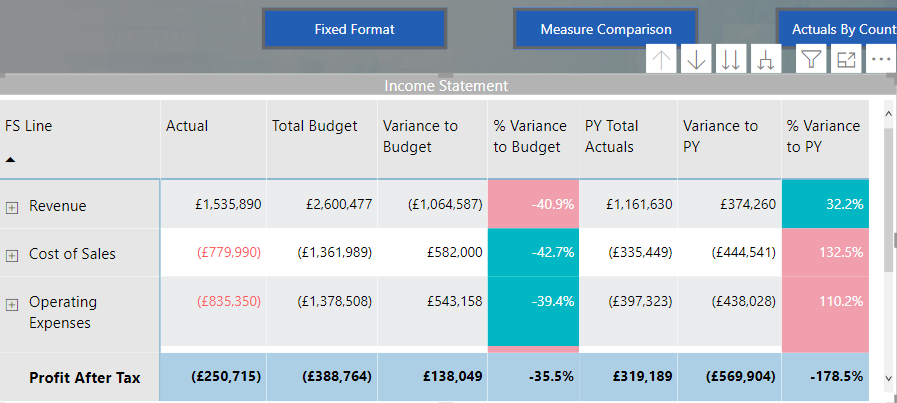 Fixed Format
Measure Comparison
Actuals By Count
Income Statement
FS Line Actual Total Budget Variance to Budget % Variance to Budget PY Total Actuals Variance to PY % Variance to PY
Revenue £1,535,890 £2,600,477 (£1,064,587) -40.9% £1,161,630 £374,260 32.2%
Cost of Sales (£779,990) (£1,361,989) £582,000 -42.7% (£335,449) (£444,541) 132.5%
Operating Expenses (£835,350) (£1,378,508) £543,158 -39.4% (£397,323) (£438,028) 110.2%
Profit After Tax (£250,715) (£388,764) £138,049 -35.5% £319,189 (£569,904) -178.5%